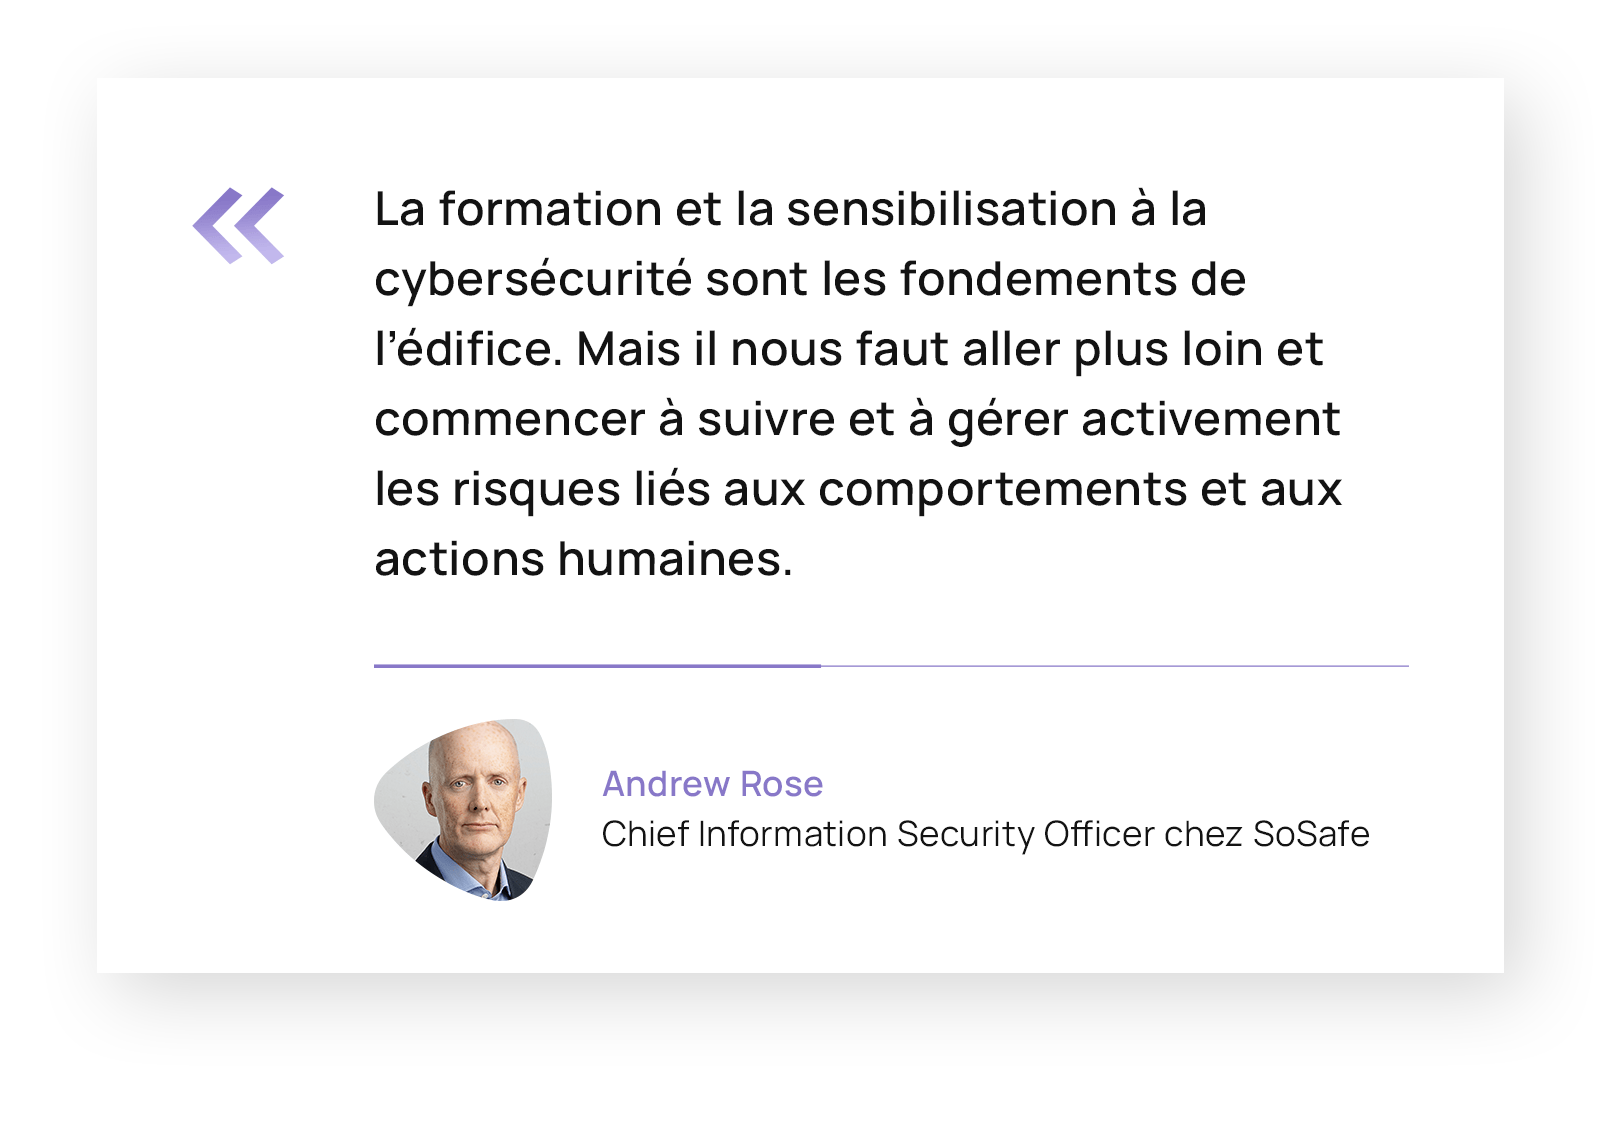 «
La formation et la sensibilisation à la
cybersécurité sont les fondements de
l’édifice. Mais il nous faut aller plus loin et
commencer à suivre et à gérer activement
les risques liés aux comportements et aux
actions humaines.
Andrew Rose
Chief Information Security Officer chez SoSafe